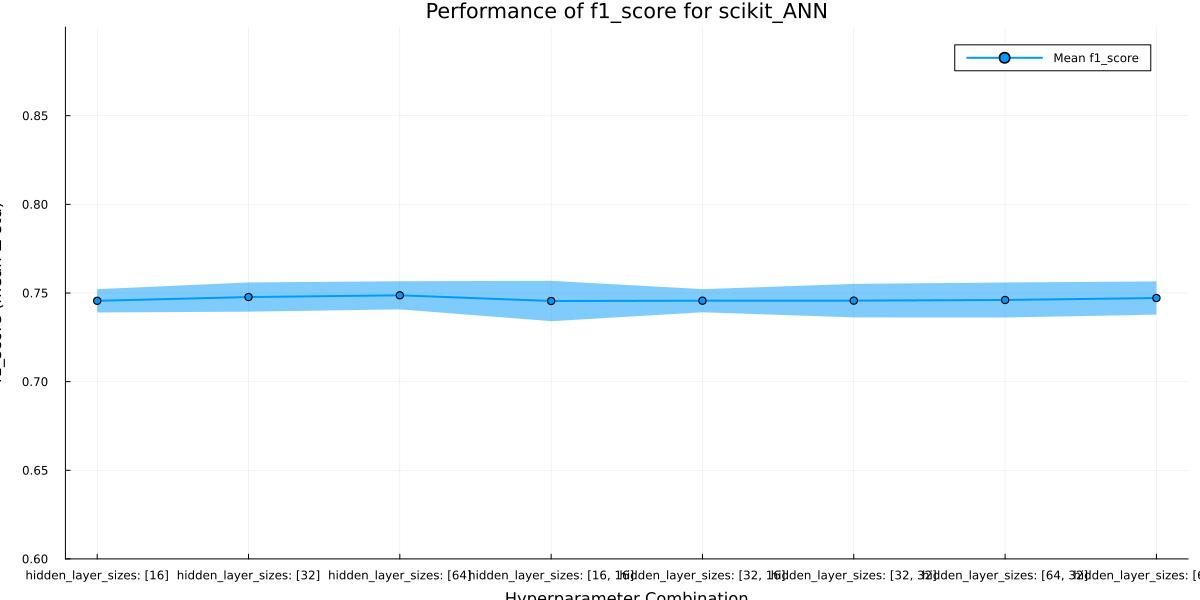 Performance of f1_score for scikit_ANN
Mean f1_score
0.85
0.80
0.75
0.70
0.65
0.60
hidden_layer_sizes: [16]
hidden_layer_sizes: [32]
hidden_layer_sizes: [64]
hidden_layer_sizes: [16, 16]
hidden_layer_sizes: [32, 16]
hidden_layer_sizes: [32, 32]
hidden_layer_sizes: [64, 32]
hidden_layer_sizes: [6
Hyperparameter Combination